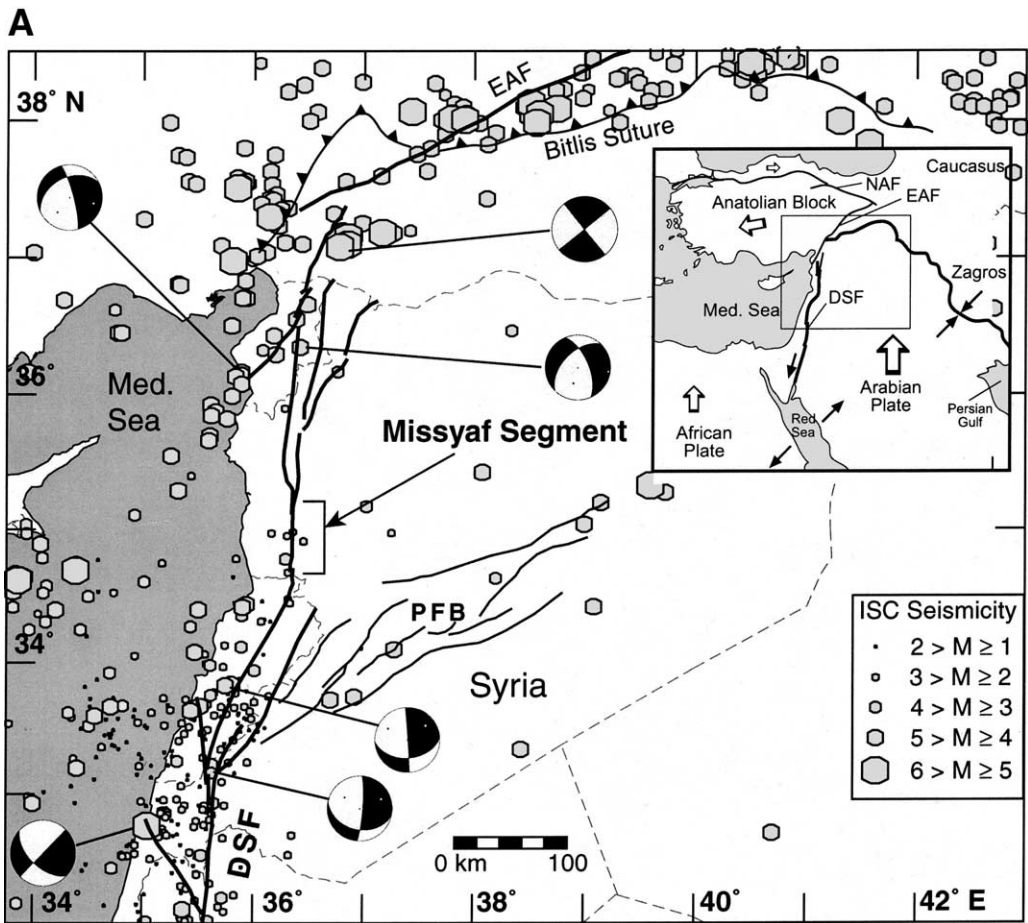 A
38° N
EAF
Bitlis Suture
Caucasus
NAF
Anatolian Block
EAF
Zagros
DSF
Med. Sea
Arabian
Plate
African
Plate
Red
Sea
Persian
Gulf
36°
Med.
Sea
Missyaf Segment
PFB
34°
Syria
ISC Seismicity
2 > M ≥ 1
3 > M ≥ 2
4 > M ≥ 3
5 > M ≥ 4
6 > M ≥ 5
DSF
0 km 100
34° 36° 38° 40° 42° E